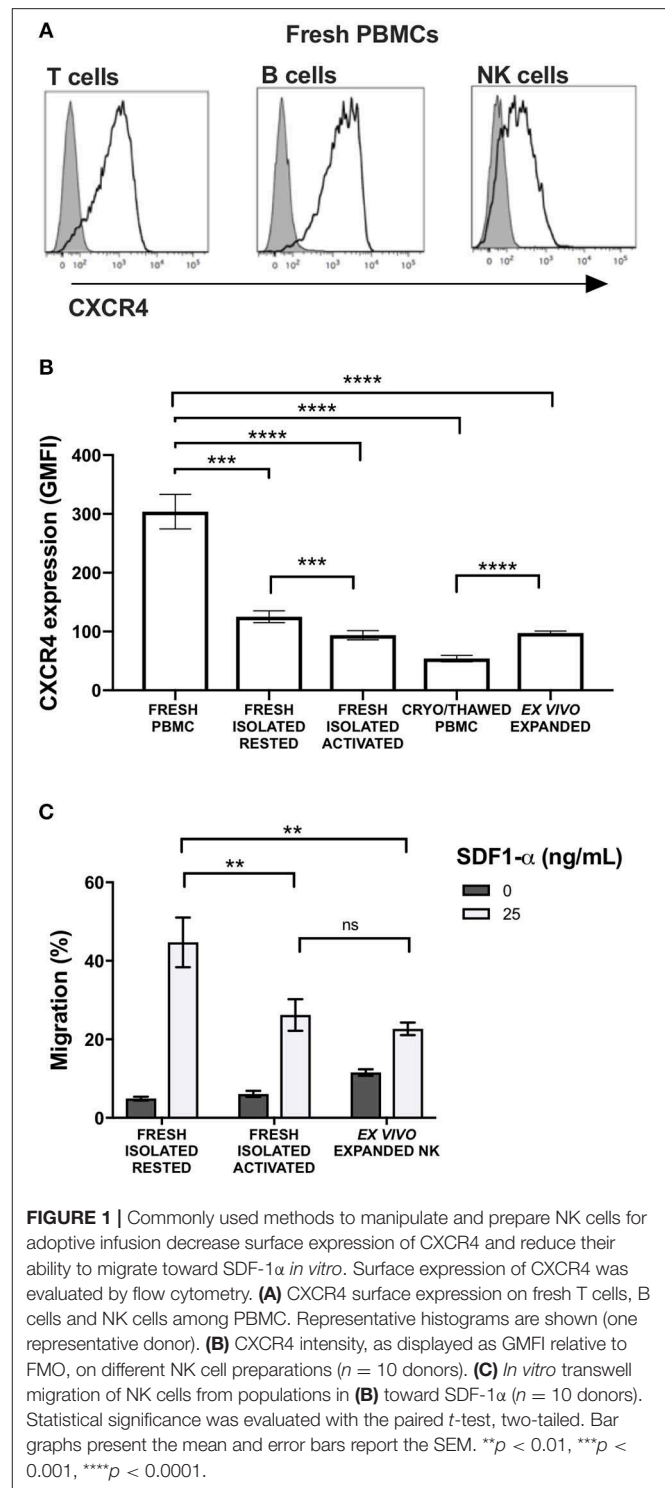 A
Fresh PBMCs
T cells
B cells
NK cells
0 10² 10³ 10⁴ 10⁵
0 10² 10³ 10⁴ 10⁵
0 10² 10³ 10⁴ 10⁵
CXCR4
B
****
****
****
***
***
****
CXCR4 expression (GMFI)
400
300
200
100
0
FRESH PBMC
FRESH ISOLATED RESTED
FRESH ISOLATED ACTIVATED
CRYO/THAWED PBMC
EX VIVO EXPANDED
C
**
**
ns
SDF1-α (ng/mL)
0
25
Migration (%)
60
40
20
0
FRESH ISOLATED RESTED
FRESH ISOLATED ACTIVATED
EX VIVO EXPANDED NK
FIGURE 1 | Commonly used methods to manipulate and prepare NK cells for
adoptive infusion decrease surface expression of CXCR4 and reduce their
ability to migrate toward SDF-1α in vitro. Surface expression of CXCR4 was
evaluated by flow cytometry. (A) CXCR4 surface expression on fresh T cells, B
cells and NK cells among PBMC. Representative histograms are shown (one
representative donor). (B) CXCR4 intensity, as displayed as GMFI relative to
FMO, on different NK cell preparations (n = 10 donors). (C) In vitro transwell
migration of NK cells from populations in (B) toward SDF-1α (n = 10 donors).
Statistical significance was evaluated with the paired t-test, two-tailed. Bar
graphs present the mean and error bars report the SEM. **p < 0.01, ***p <
0.001, ****p < 0.0001.